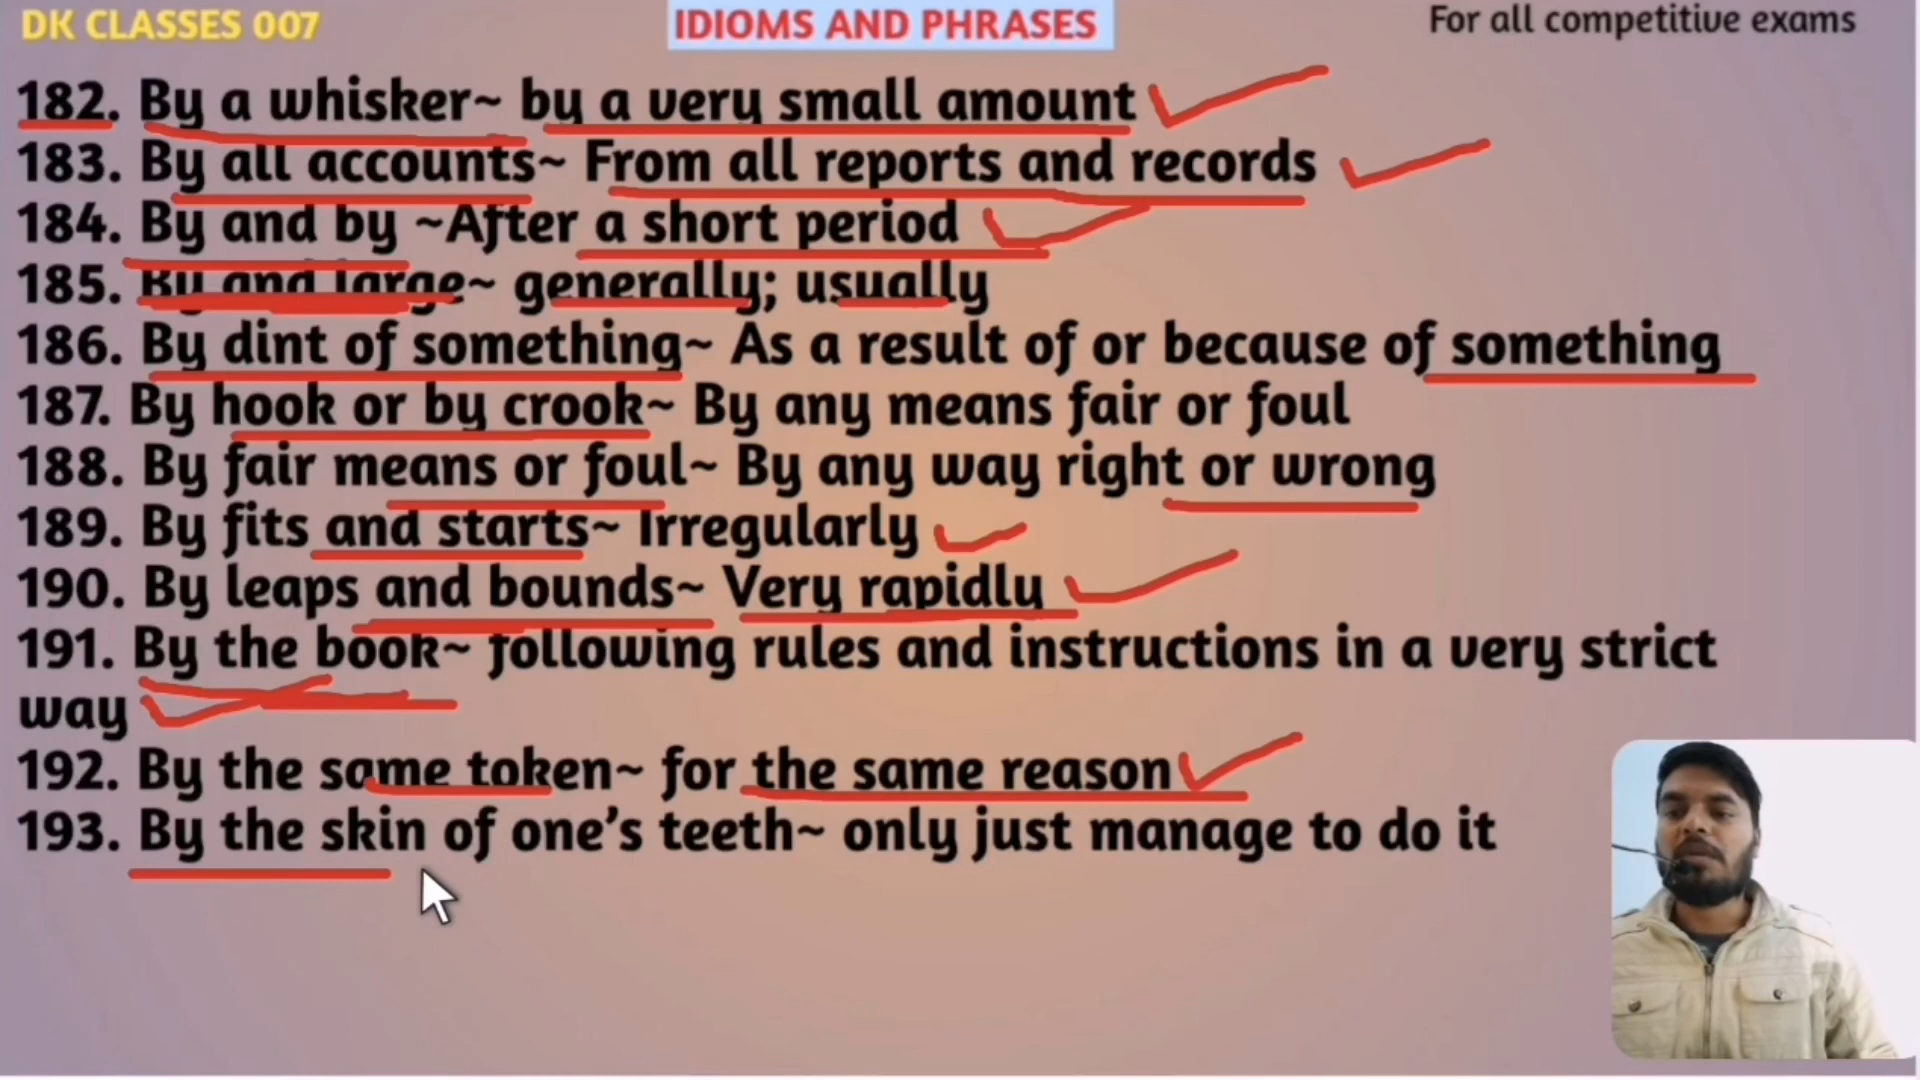 DK CLASSES 007
IDIOMS AND PHRASES
For all competitive exams
182. By a whisker~ by a very small amount
183. By all accounts~ From all reports and records
184. By and by ~After a short period
185. By and large~ generally; usually
186. By dint of something~ As a result of or because of something
187. By hook or by crook~ By any means fair or foul
188. By fair means or foul~ By any way right or wrong
189. By fits and starts~ Irregularly
190. By leaps and bounds~ Very rapidly
191. By the book~ following rules and instructions in a very strict
way
192. By the same token~ for the same reason
193. By the skin of one’s teeth~ only just manage to do it